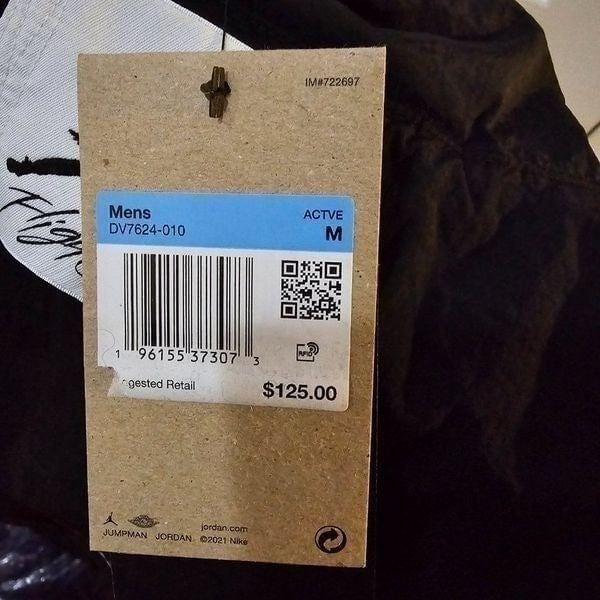 IM#722697
Mens
ACTVE
DV7624-010
M
1 96155 37307 3
RFID
gested Retail
$125.00
jordan.com
JUMPMAN JORDAN ©2021 Nike